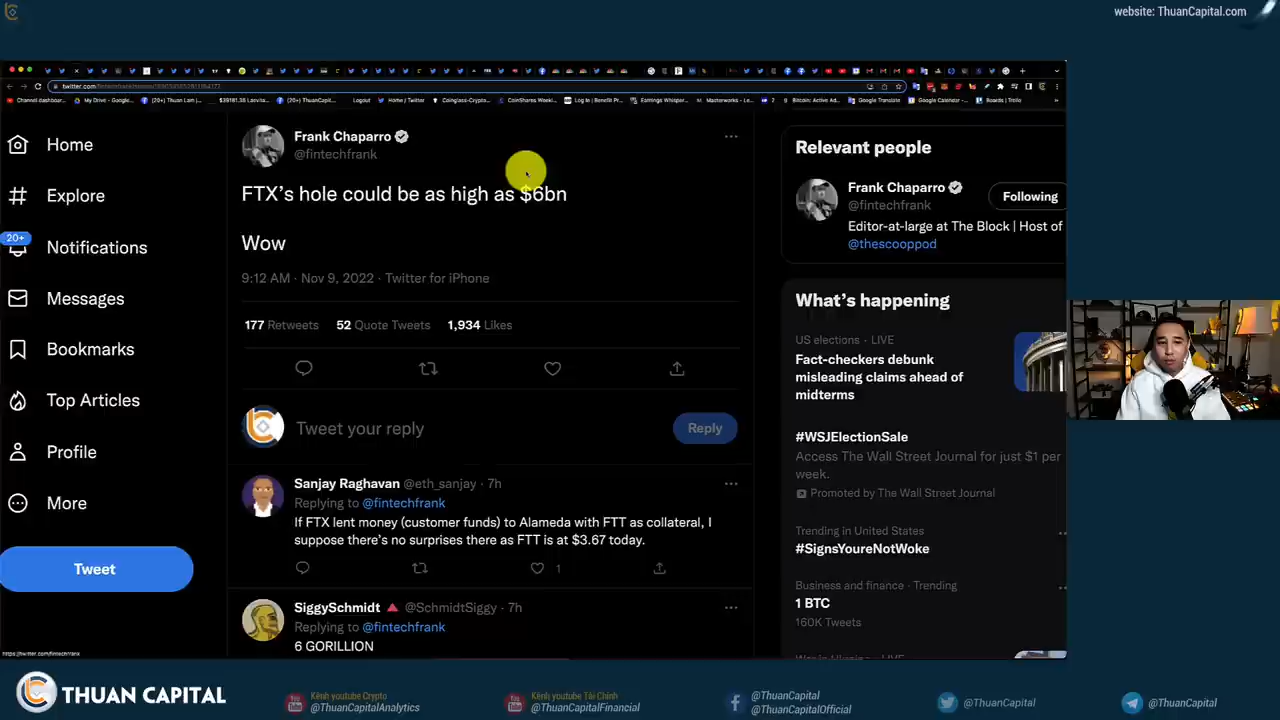 website: ThuanCapital.com
Home
Explore
20+
Notifications
Messages
Bookmarks
Top Articles
Profile
More
Tweet
Frank Chaparro
@fintechfrank
FTX's hole could be as high as $6bn
Wow
9:12 AM · Nov 9, 2022 · Twitter for iPhone
177 Retweets 52 Quote Tweets 1,934 Likes
Tweet your reply
Reply
Sanjay Raghavan @eth_sanjay · 7h
Replying to @fintechfrank
If FTX lent money (customer funds) to Alameda with FTT as collateral, I
suppose there's no surprises there as FTT is at $3.67 today.
1
SiggySchmidt @SchmidtSiggy · 7h
Replying to @fintechfrank
6 GORILLION
Relevant people
Frank Chaparro
@fintechfrank
Following
Editor-at-large at The Block | Host of
@thescooppod
What's happening
US elections · LIVE
Fact-checkers debunk
misleading claims ahead of
midterms
#WSJElectionSale
Access The Wall Street Journal for just $1 per
week.
Promoted by The Wall Street Journal
Trending in United States
#SignsYoureNotWoke
Business and finance · Trending
1 BTC
160K Tweets
https://twitter.com/fintechfrank
THUAN CAPITAL
Kênh youtube Crypto
@ThuanCapitalAnalytics
Kênh youtube Tài Chính
@ThuanCapitalFinancial
@ThuanCapital
@ThuanCapitalOfficial
@ThuanCapital
@ThuanCapital